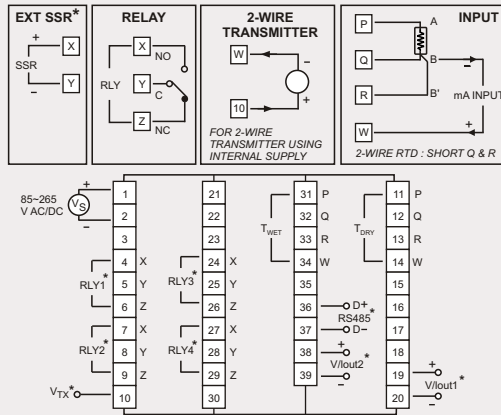 EXT SSR*
+
SSR
−
X
Y
RELAY
X
NO
RLY
Y
C
Z
NC
2-WIRE
TRANSMITTER
W
−
10
+
FOR 2-WIRE
TRANSMITTER USING
INTERNAL SUPPLY
INPUT
P
A
Q
B
−
R
B'
mA INPUT
W
+
2-WIRE RTD : SHORT Q & R
85~265
V AC/DC
+
VS
−
1
2
3
4 X
RLY1*
5 Y
6 Z
7 X
RLY2*
8 Y
9 Z
VTX*
10
21
22
23
24 X
RLY3*
25 Y
26 Z
27 X
RLY4*
28 Y
29 Z
30
31 P
TWET
32 Q
33 R
34 W
35
36 D+
RS485*
37 D−
38 +
V/Iout2*
39 −
40
11 P
TDRY
12 Q
13 R
14 W
15
16
17
18
19 +
V/Iout1*
20 −